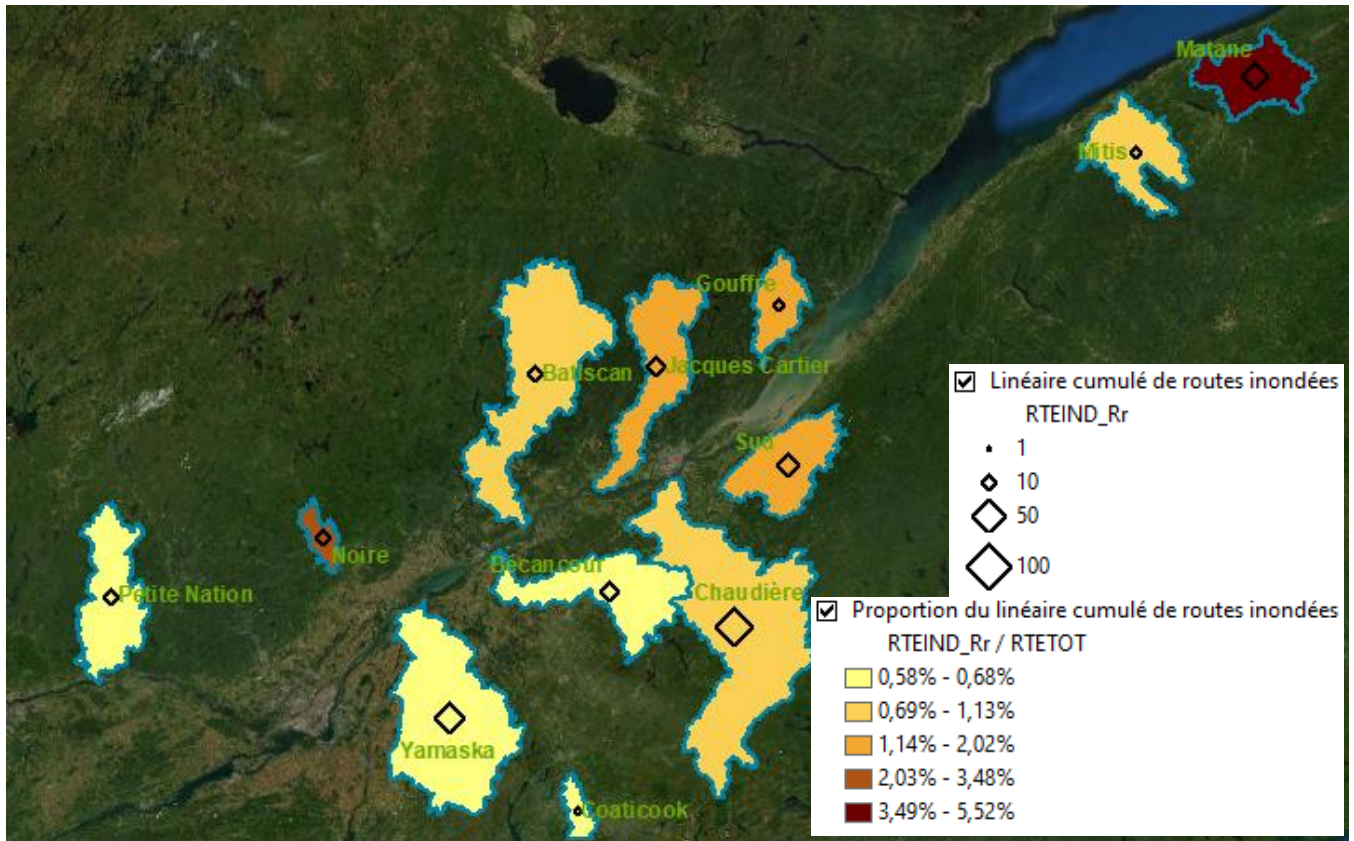 Matane
Mitis
Gouffre
Batiscan
Jacques Cartier
Sud
Noire
Petite Nation
Bécancour
Chaudière
Yamaska
Coaticook
Linéaire cumulé de routes inondées
RTEIND_Rr
1
10
50
100
Proportion du linéaire cumulé de routes inondées
RTEIND_Rr / RTETOT
0,58% - 0,68%
0,69% - 1,13%
1,14% - 2,02%
2,03% - 3,48%
3,49% - 5,52%